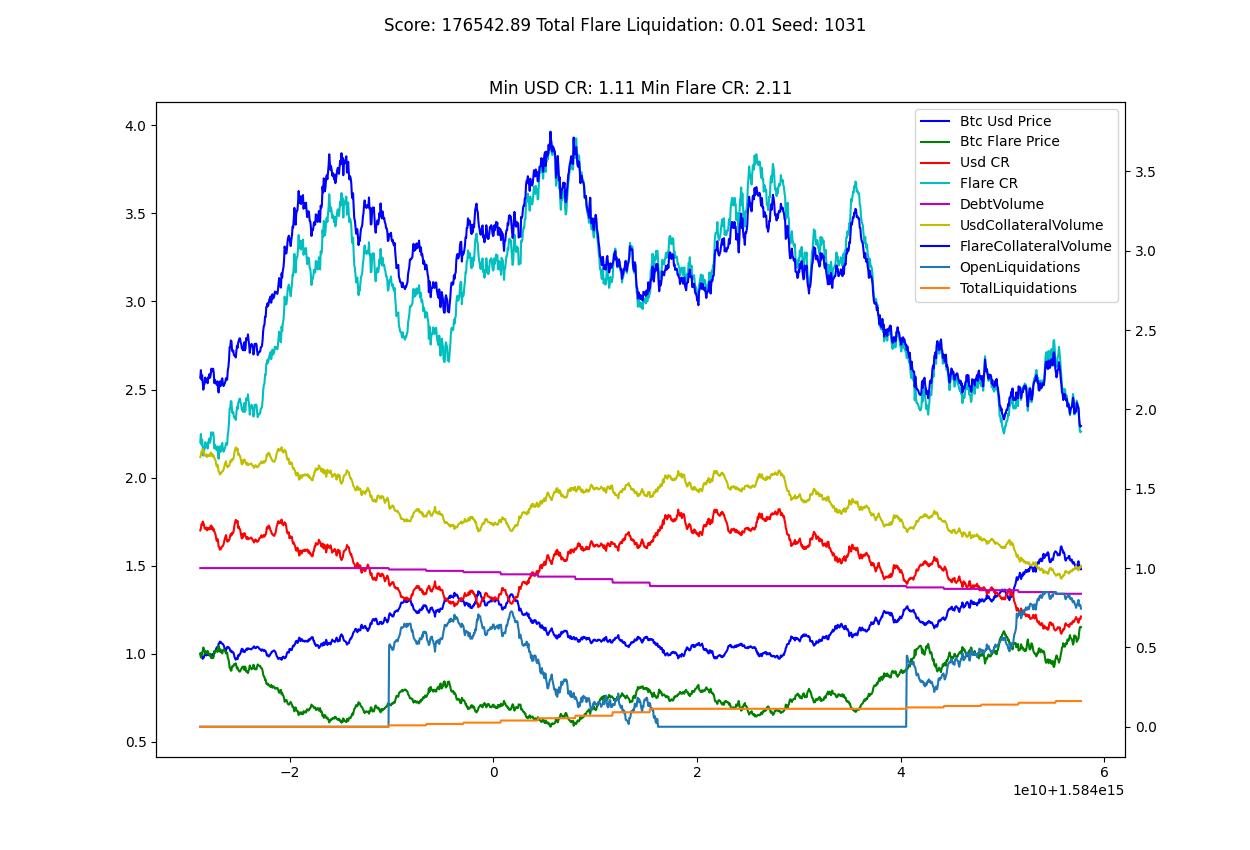 Score: 176542.89 Total Flare Liquidation: 0.01 Seed: 1031
Min USD CR: 1.11 Min Flare CR: 2.11
4.0
3.5
3.0
2.5
2.0
1.5
1.0
0.5
Btc Usd Price
Btc Flare Price
Usd CR
Flare CR
DebtVolume
UsdCollateralVolume
FlareCollateralVolume
OpenLiquidations
TotalLiquidations
3.5
3.0
2.5
2.0
1.5
1.0
0.5
0.0
−2 0 2 4 6
1e10+1.584e15